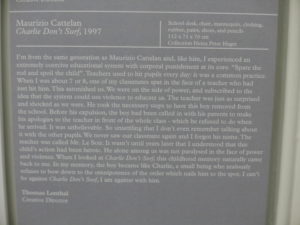 Maurizio Cattelan
Charlie Don't Surf, 1997
School desk, chair, mannequin, clothing,
rubber, paint, shoes, and pencils
112 x 71 x 70 cm
I'm from the same generation as Maurizio Cattelan and, like him, I experienced an
extremely coercive educational system with corporal punishment at its core. "Spare the
rod and spoil the child". Teachers used to hit pupils every day: it was a common practice.
When I was about 7 or 8, one of my classmates spat in the face of a teacher who had
just hit him. This astonished us. We were on the side of power, and subscribed to the
idea that the system could use violence to educate us. The teacher was just as surprised
and shocked as we were. He took the necessary steps to have this boy removed from
the school. Before his expulsion, the boy had been called in with his parents to make
his apologies to the teacher in front of the whole class - which he refused to do when
he arrived. It was unbelievable. So unsettling that I don't even remember talking about
it with the other pupils. We never saw our classmate again and I forgot his name. The
teacher was called Mr. It wasn't until years later that I understood that this
child's action had been heroic. He alone among us was not paralysed in the face of power
and violence. When I looked at Charlie Don't Surf, this childhood memory naturally came
back to me. In my memory, the boy became like Charlie, a small being who zealously
refuses to bow down to the omnipotence of the order which nails him to the spot. I can't
be against Charlie Don't Surf, I am against with him.
Thomas Lenthal
Creative Director